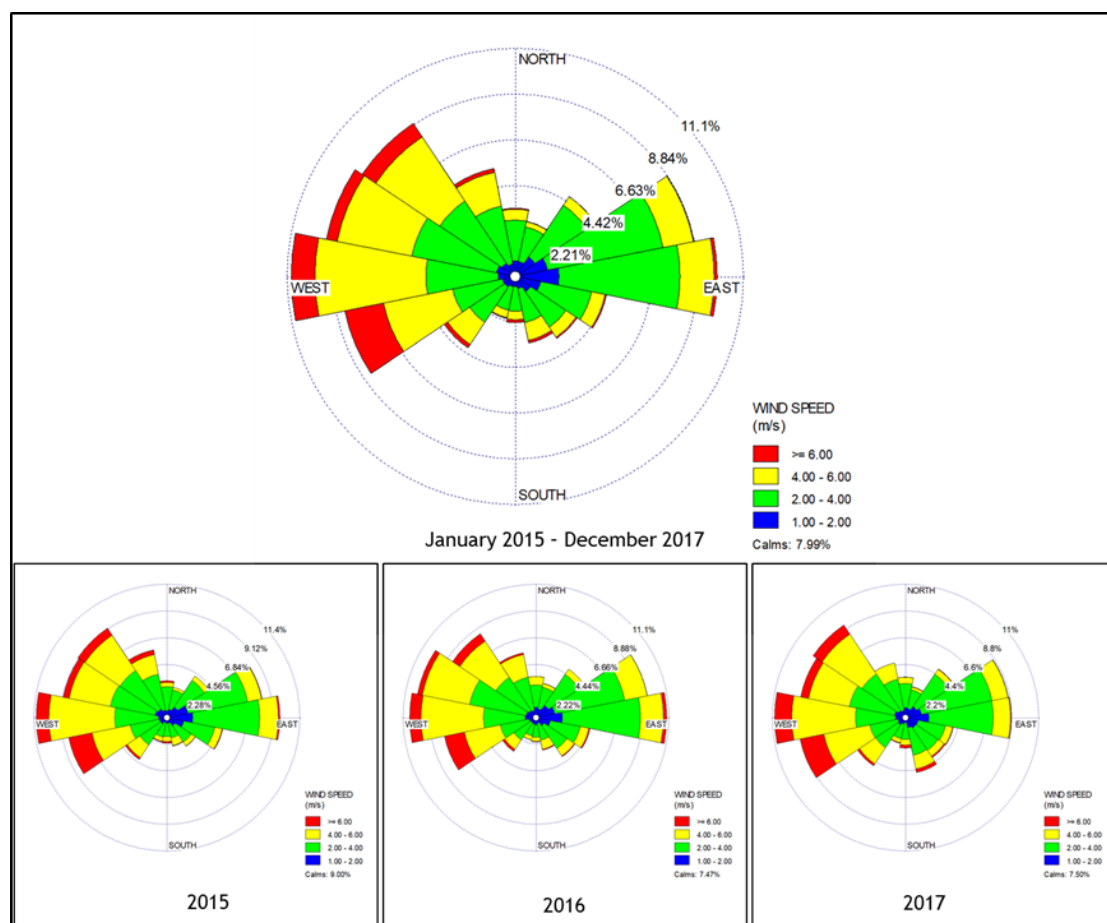 NORTH
11.1%
8.84%
6.63%
4.42%
2.21%
WEST
EAST
SOUTH
WIND SPEED
(m/s)
>= 6.00
4.00 - 6.00
2.00 - 4.00
1.00 - 2.00
Calms: 7.99%
January 2015 - December 2017
NORTH
11.4%
9.12%
6.84%
4.56%
2.28%
WEST
EAST
SOUTH
WIND SPEED
(m/s)
>= 6.00
4.00 - 6.00
2.00 - 4.00
1.00 - 2.00
Calms: 9.00%
2015
NORTH
11.1%
8.88%
6.66%
4.44%
2.22%
WEST
EAST
SOUTH
WIND SPEED
(m/s)
>= 6.00
4.00 - 6.00
2.00 - 4.00
1.00 - 2.00
Calms: 7.47%
2016
NORTH
11%
8.8%
6.6%
4.4%
2.2%
WEST
EAST
SOUTH
WIND SPEED
(m/s)
>= 6.00
4.00 - 6.00
2.00 - 4.00
1.00 - 2.00
Calms: 7.50%
2017